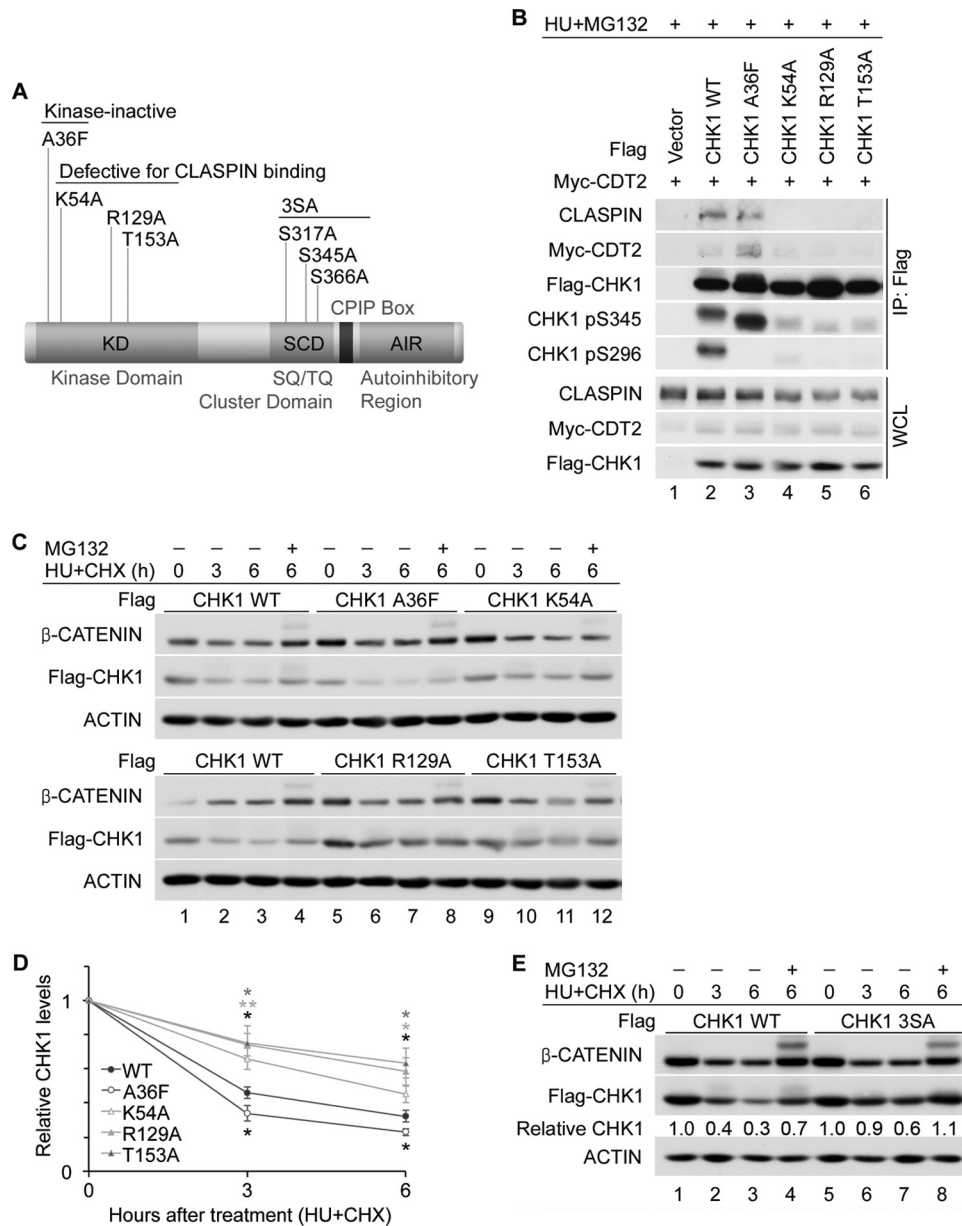 A
Kinase-inactive
A36F
Defective for CLASPIN binding
K54A
R129A
T153A
3SA
S317A
S345A
S366A
CPIP Box
KD
SCD
AIR
Kinase Domain
SQ/TQ
Cluster Domain
Autoinhibitory
Region
B
HU+MG132 + + + + + +
Flag
Vector
CHK1 WT
CHK1 A36F
CHK1 K54A
CHK1 R129A
CHK1 T153A
Myc-CDT2 + + + + + +
CLASPIN
Myc-CDT2
Flag-CHK1
CHK1 pS345
CHK1 pS296
IP: Flag
CLASPIN
Myc-CDT2
Flag-CHK1
WCL
1 2 3 4 5 6
C
MG132 – – – + – – – + – – – +
HU+CHX (h) 0 3 6 6 0 3 6 6 0 3 6 6
Flag CHK1 WT CHK1 A36F CHK1 K54A
β-CATENIN
Flag-CHK1
ACTIN
Flag CHK1 WT CHK1 R129A CHK1 T153A
β-CATENIN
Flag-CHK1
ACTIN
1 2 3 4 5 6 7 8 9 10 11 12
D
Relative CHK1 levels
1
0
WT
A36F
K54A
R129A
T153A
*
**
*
*
*
*
*
*
0 3 6
Hours after treatment (HU+CHX)
E
MG132 – – – + – – – +
HU+CHX (h) 0 3 6 6 0 3 6 6
Flag CHK1 WT CHK1 3SA
β-CATENIN
Flag-CHK1
Relative CHK1 1.0 0.4 0.3 0.7 1.0 0.9 0.6 1.1
ACTIN
1 2 3 4 5 6 7 8